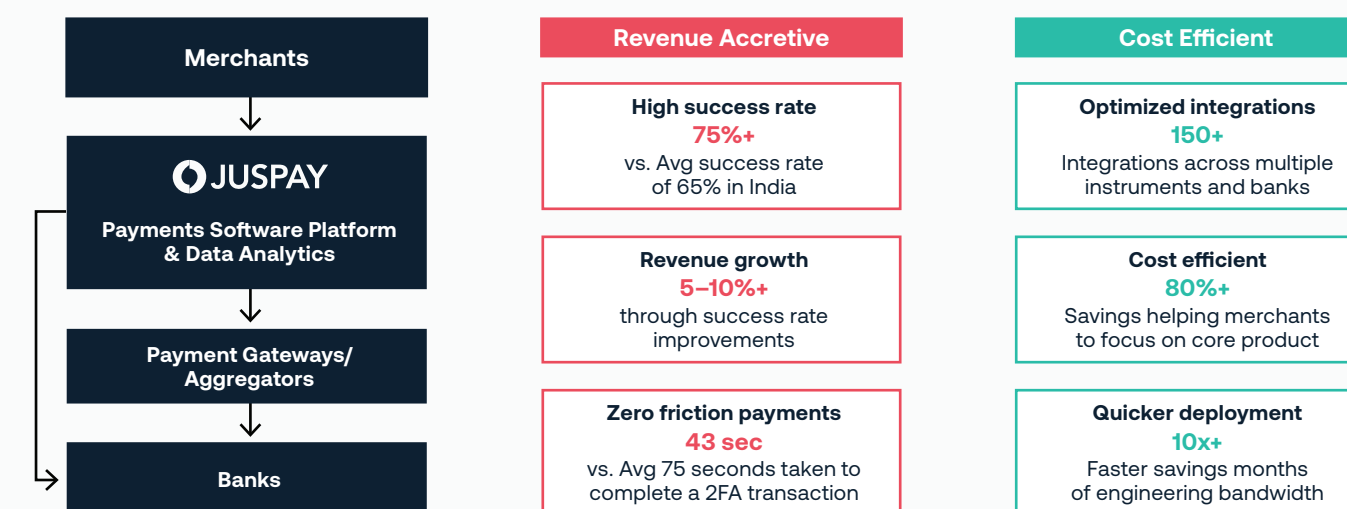 Merchants
JUSPAY
Payments Software Platform
& Data Analytics
Payment Gateways/
Aggregators
Banks
Revenue Accretive
High success rate
75%+
vs. Avg success rate
of 65% in India
Revenue growth
5–10%+
through success rate
improvements
Zero friction payments
43 sec
vs. Avg 75 seconds taken to
complete a 2FA transaction
Cost Efficient
Optimized integrations
150+
Integrations across multiple
instruments and banks
Cost efficient
80%+
Savings helping merchants
to focus on core product
Quicker deployment
10x+
Faster savings months
of engineering bandwidth